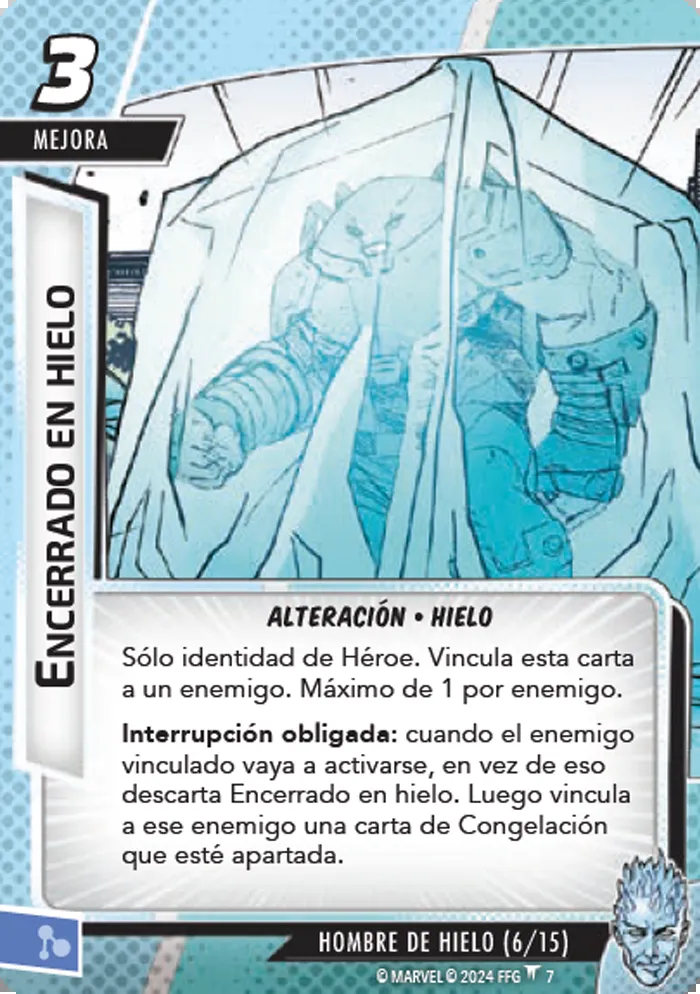 3
MEJORA
ENCERRADO EN HIELO
ALTERACIÓN • HIELO
Sólo identidad de Héroe. Vincula esta carta
a un enemigo. Máximo de 1 por enemigo.
Interrupción obligada: cuando el enemigo
vinculado vaya a activarse, en vez de eso
descarta Encerrado en hielo. Luego vincula
a ese enemigo una carta de Congelación
que esté apartada.
HOMBRE DE HIELO (6/15)
© MARVEL © 2024 FFG 7